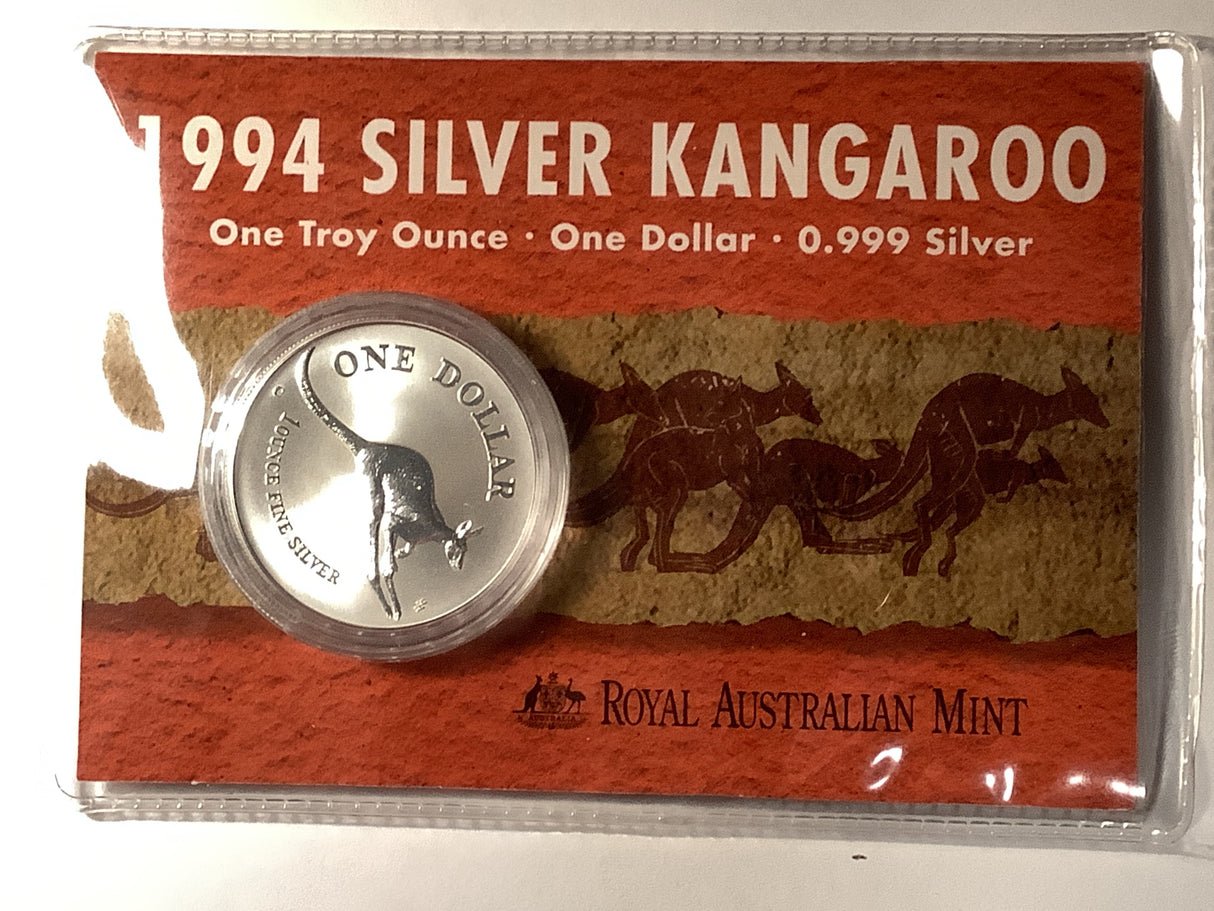 1994 SILVER KANGAROO
One Troy Ounce · One Dollar · 0.999 Silver
ONE DOLLAR
1 OUNCE FINE SILVER
AUSTRALIA
ROYAL AUSTRALIAN MINT